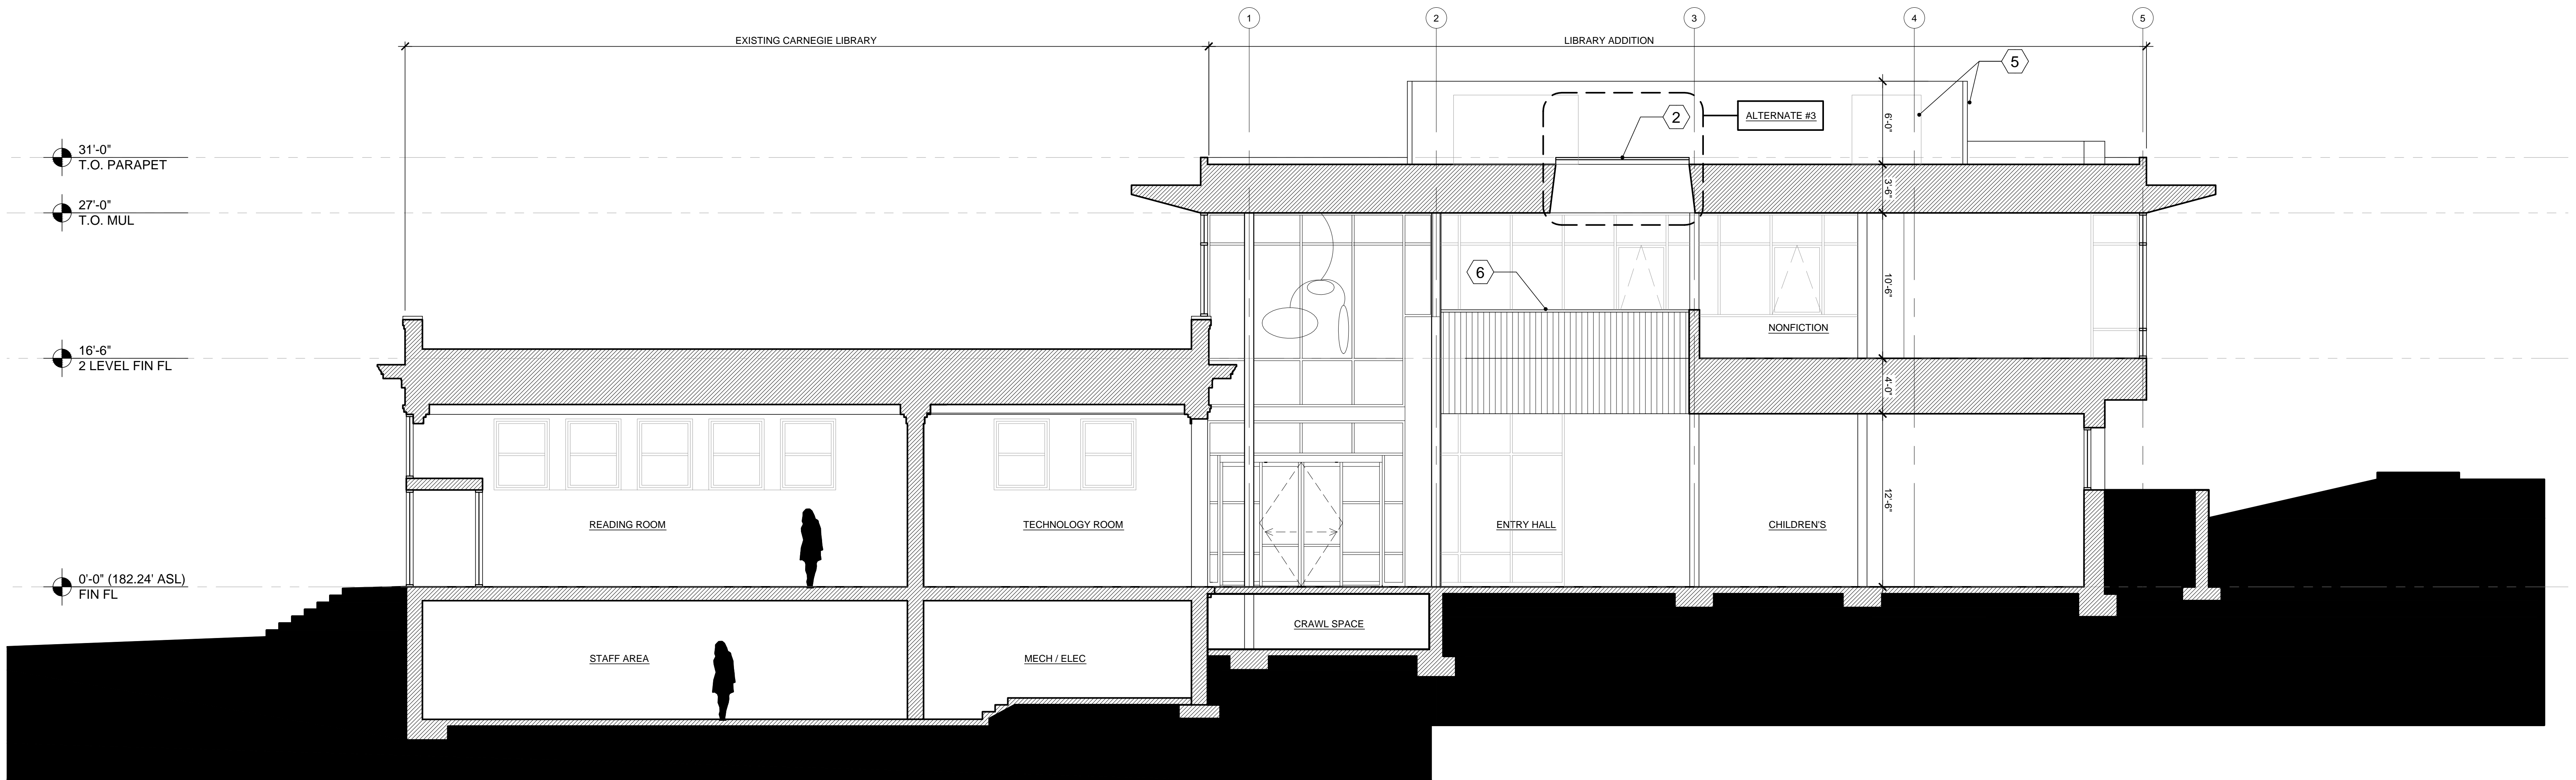 1
2
3
4
5
EXISTING CARNEGIE LIBRARY
LIBRARY ADDITION
5
2
ALTERNATE #3
6'-0"
31'-0"
T.O. PARAPET
3'-6"
27'-0"
T.O. MUL
6
10'-6"
NONFICTION
16'-6"
2 LEVEL FIN FL
4'-0"
12'-6"
READING ROOM
TECHNOLOGY ROOM
ENTRY HALL
CHILDREN'S
0'-0" (182.24' ASL)
FIN FL
CRAWL SPACE
STAFF AREA
MECH / ELEC